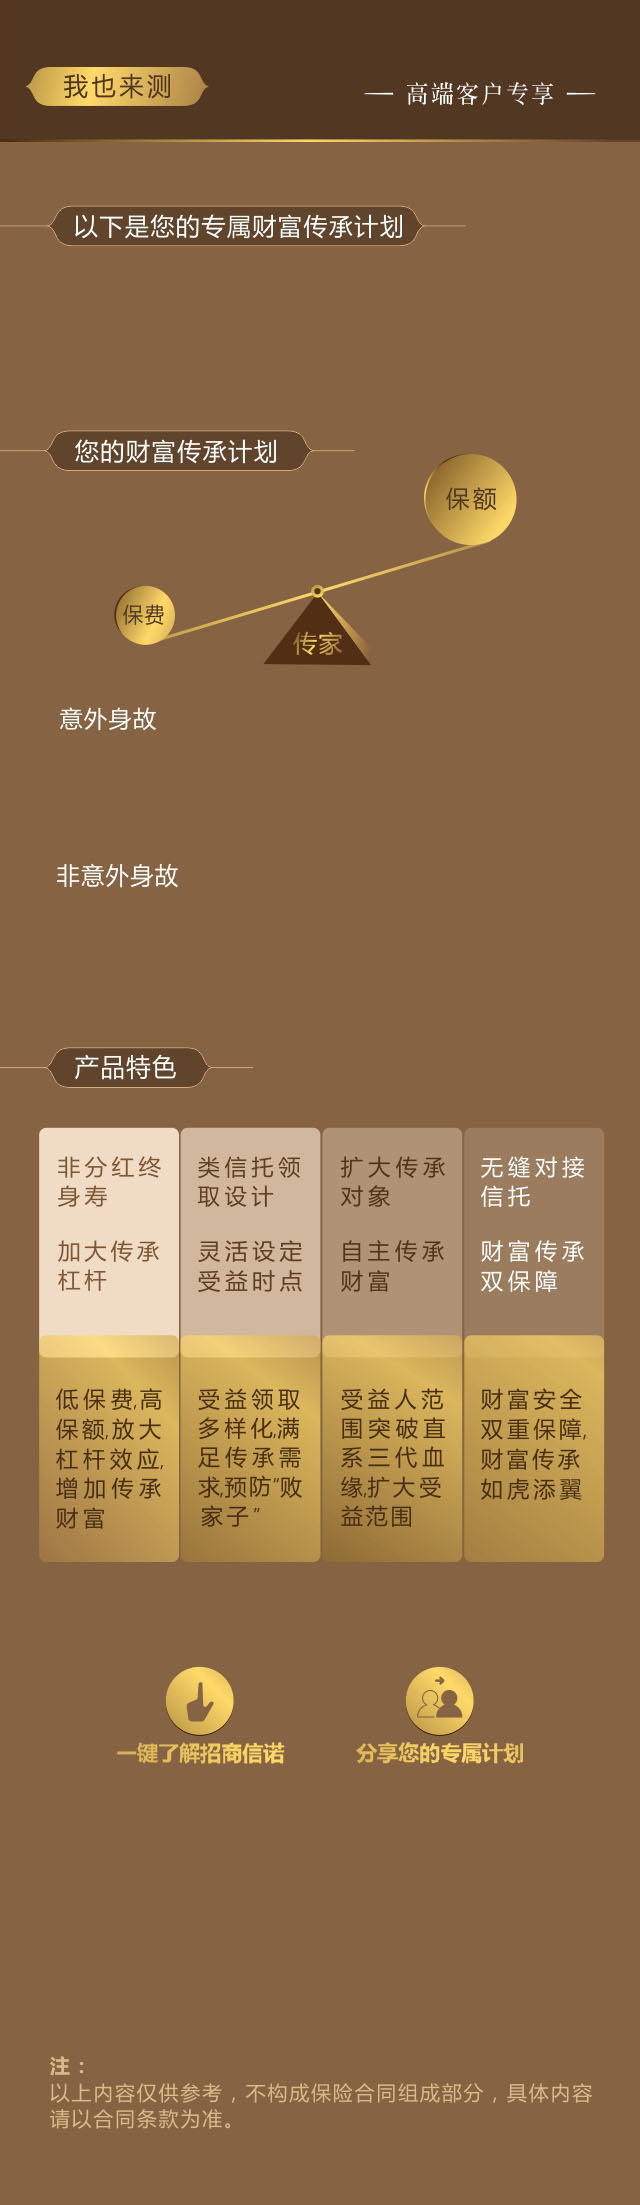 我也来测
— 高端客户专享 —
以下是您的专属财富传承计划
您的财富传承计划
保额
保费
传家
意外身故
非意外身故
产品特色
非分红终
身寿
加大传承
杠杆
类信托领
取设计
灵活设定
受益时点
扩大传承
对象
自主传承
财富
无缝对接
信托
财富传承
双保障
低保费,高
保额,放大
杠杆效应,
增加传承
财富
受益领取
多样化,满
足传承需
求,预防“败
家子”
受益人范
围突破直
系三代血
缘,扩大受
益范围
财富安全
双重保障,
财富传承
如虎添翼
一键了解招商信诺
分享您的专属计划
注：
以上内容仅供参考，不构成保险合同组成部分，具体内容
请以合同条款为准。